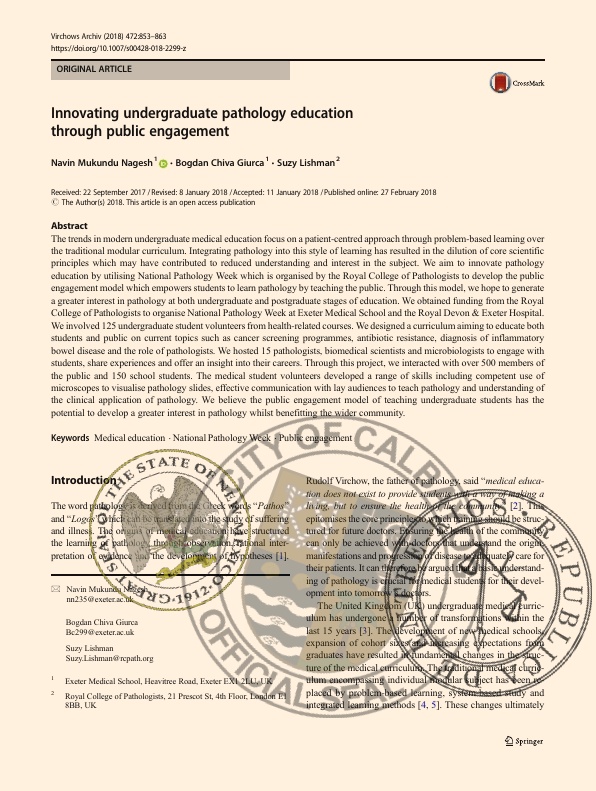 Virchows Archiv (2018) 472:853–863
https://doi.org/10.1007/s00428-018-2299-z
ORIGINAL ARTICLE
CrossMark
Innovating undergraduate pathology education
through public engagement
Navin Mukundu Nagesh 1 · Bogdan Chiva Giurca 1 · Suzy Lishman 2
Received: 22 September 2017 / Revised: 8 January 2018 / Accepted: 11 January 2018 / Published online: 27 February 2018
© The Author(s) 2018. This article is an open access publication
Abstract
The trends in modern undergraduate medical education focus on a patient-centred approach through problem-based learning over
the traditional modular curriculum. Integrating pathology into this style of learning has resulted in the dilution of core scientific
principles which may have contributed to reduced understanding and interest in the subject. We aim to innovate pathology
education by utilising National Pathology Week which is organised by the Royal College of Pathologists to develop the public
engagement model which empowers students to learn pathology by teaching the public. Through this model, we hope to generate
a greater interest in pathology at both undergraduate and postgraduate stages of education. We obtained funding from the Royal
College of Pathologists to organise National Pathology Week at Exeter Medical School and the Royal Devon & Exeter Hospital.
We involved 125 undergraduate student volunteers from health-related courses. We designed a curriculum aiming to educate both
students and public on current topics such as cancer screening programmes, antibiotic resistance, diagnosis of inflammatory
bowel disease and the role of pathologists. We hosted 15 pathologists, biomedical scientists and microbiologists to engage with
students, share experiences and offer an insight into their careers. Through this project, we interacted with over 500 members of
the public and 150 school students. The medical student volunteers developed a range of skills including competent use of
microscopes to visualise pathology slides, effective communication with lay audiences to teach pathology and understanding of
the clinical application of pathology. We believe the public engagement model of teaching undergraduate students has the
potential to develop a greater interest in pathology whilst benefitting the wider community.
Keywords Medical education · National Pathology Week · Public engagement
Introduction
The word pathology is derived from the Greek words “Pathos”
and “Logos” which can be translated into the study of suffering
and illness. The origins of medical education have structured
the learning of pathology through observation, rational inter-
pretation of evidence and the development of hypotheses [1].
Navin Mukundu Nagesh
nn235@exeter.ac.uk
Bogdan Chiva Giurca
Bc299@exeter.ac.uk
Suzy Lishman
Suzy.Lishman@rcpath.org
1 Exeter Medical School, Heavitree Road, Exeter EX1 2LU, UK
2 Royal College of Pathologists, 21 Prescot St, 4th Floor, London E1
8BB, UK
Rudolf Virchow, the father of pathology, said “medical educa-
tion does not exist to provide students with a way of making a
living, but to ensure the health of the community” [2]. This
epitomises the core principles to which training should be struc-
tured for future doctors. Ensuring the health of the community
can only be achieved with doctors that understand the origin,
manifestations and progression of disease to adequately care for
their patients. It can therefore be argued that a basic understand-
ing of pathology is crucial for medical students for their devel-
opment into tomorrow's doctors.
The United Kingdom (UK) undergraduate medical curric-
ulum has undergone a number of transformations within the
last 15 years [3]. The development of new medical schools,
expansion of cohort sizes and increasing expectations from
graduates have resulted in fundamental changes in the struc-
ture of the medical curriculum. The traditional medical curric-
ulum encompassing individual modular subject has been re-
placed by problem-based learning, system-based study and
integrated learning methods [4, 5]. These changes ultimately
Springer
CITY OF
OFFICIAL SEAL
STATE OF NEW
GREAT
1912
REPUBLI